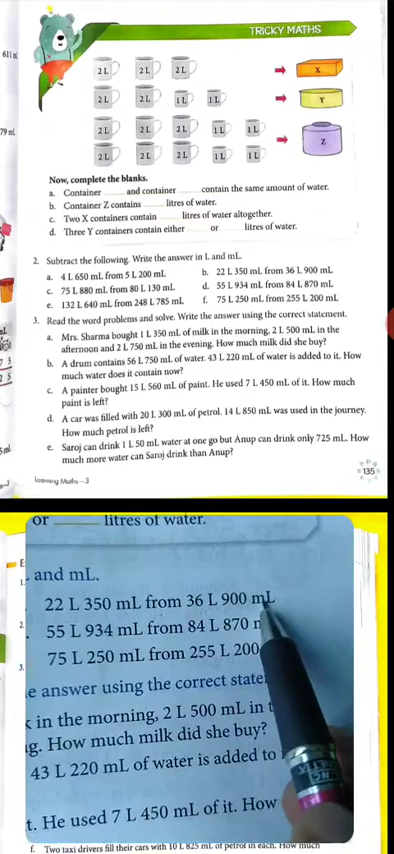 TRICKY MATHS
611 m
2 L 2 L 2 L X
2 L 2 L 1 L 1 L Y
79 mL
2 L 2 L 2 L 1 L 1 L
2 L 2 L 2 L 1 L 1 L Z
Now, complete the blanks.
a. Container ____ and container ____ contain the same amount of water.
b. Container Z contains ____ litres of water.
c. Two X containers contain ____ litres of water altogether.
d. Three Y containers contain either ____ or ____ litres of water.
2. Subtract the following. Write the answer in L and mL.
a. 4 L 650 mL from 5 L 200 mL b. 22 L 350 mL from 36 L 900 mL
c. 75 L 880 mL from 80 L 130 mL d. 55 L 934 mL from 84 L 870 mL
e. 132 L 640 mL from 248 L 785 mL f. 75 L 250 mL from 255 L 200 mL
3. Read the word problems and solve. Write the answer using the correct statement.
a. Mrs. Sharma bought 1 L 350 mL of milk in the morning, 2 L 500 mL in the
afternoon and 2 L 750 mL in the evening. How much milk did she buy?
b. A drum contains 56 L 750 mL of water. 43 L 220 mL of water is added to it. How
much water does it contain now?
c. A painter bought 15 L 560 mL of paint. He used 7 L 450 mL of it. How much
paint is left?
d. A car was filled with 20 L 300 mL of petrol. 14 L 850 mL was used in the journey.
How much petrol is left?
e. Saroj can drink 1 L 50 mL water at one go but Anup can drink only 725 mL. How
much more water can Saroj drink than Anup?
Learning Maths—3
135
or ____ litres of water.
E
1.
and mL.
22 L 350 mL from 36 L 900 mL
2.
55 L 934 mL from 84 L 870 m
3.
75 L 250 mL from 255 L 200
e answer using the correct state
k in the morning, 2 L 500 mL in t
g. How much milk did she buy?
43 L 220 mL of water is added to i
t. He used 7 L 450 mL of it. How
f. Two taxi drivers fill their cars with 10 L 825 mL of petrol in each. How much